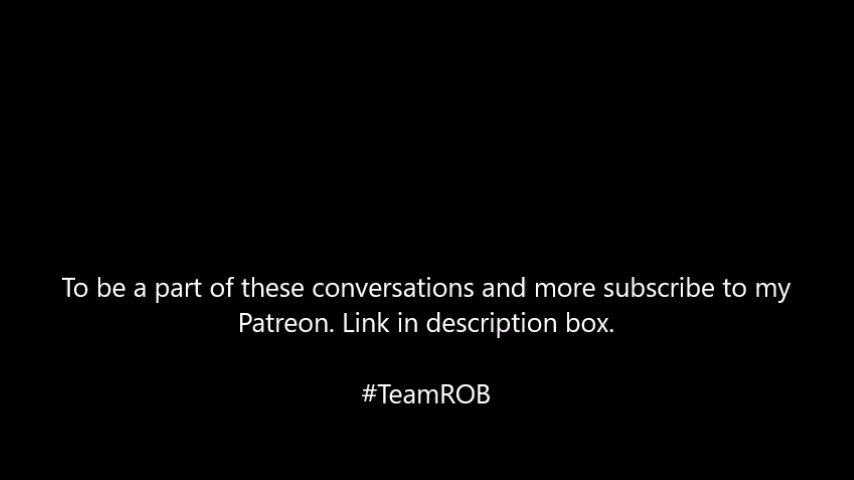 To be a part of these conversations and more subscribe to my
Patreon. Link in description box.
#TeamROB